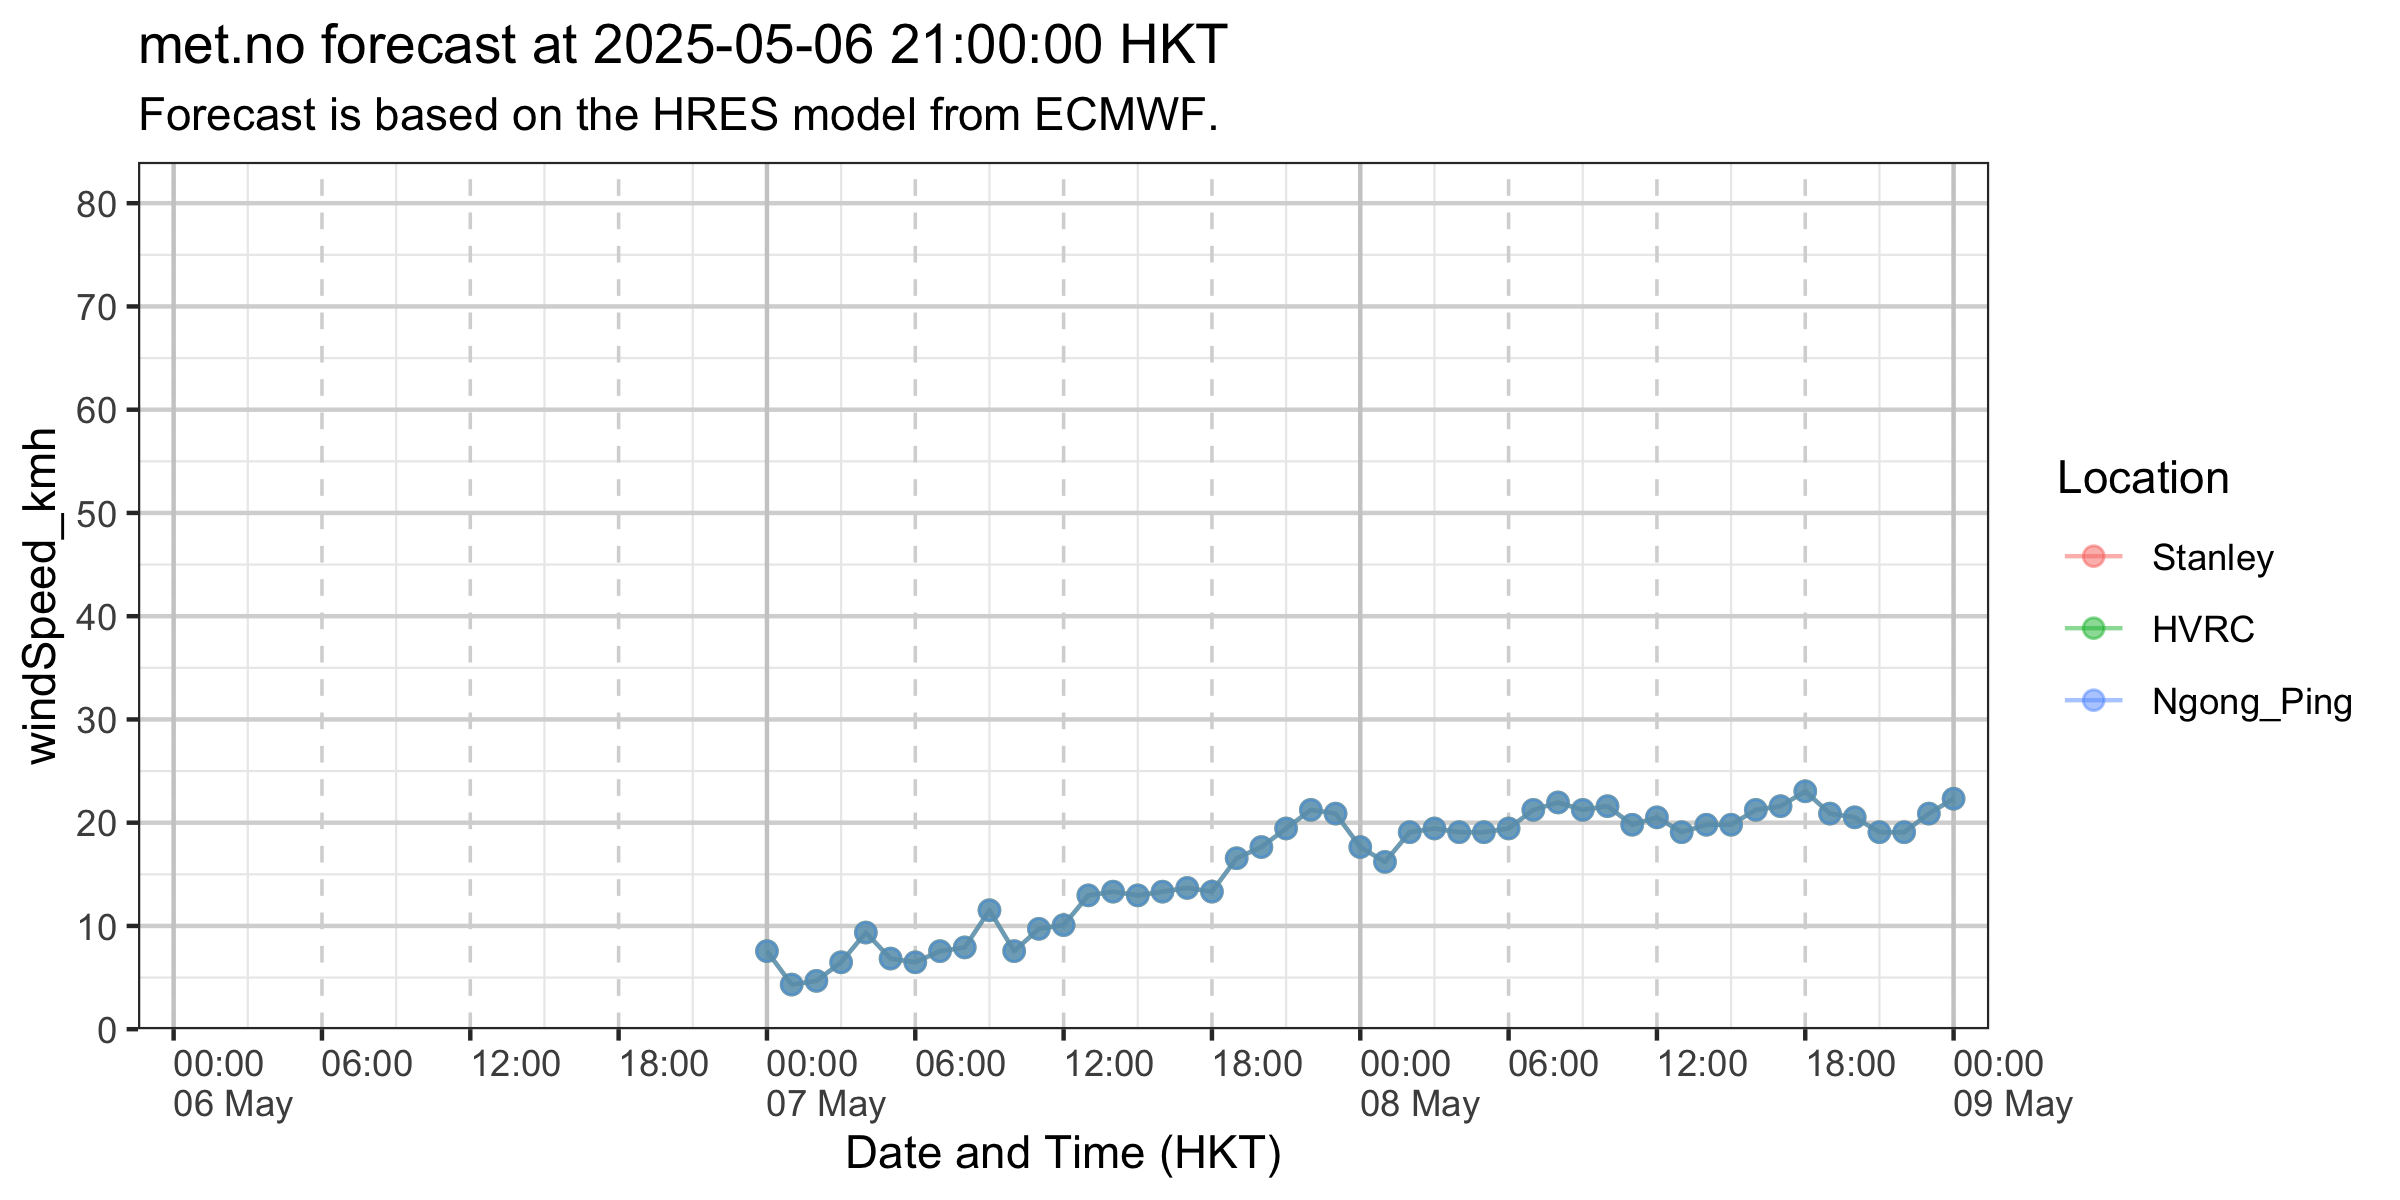 met.no forecast at 2025-05-06 21:00:00 HKT
Forecast is based on the HRES model from ECMWF.
windSpeed_kmh
80
70
60
50
40
30
20
10
0
00:00 06:00 12:00 18:00 00:00 06:00 12:00 18:00 00:00 06:00 12:00 18:00 00:00
06 May 07 May 08 May 09 May
Date and Time (HKT)
Location
Stanley
HVRC
Ngong_Ping